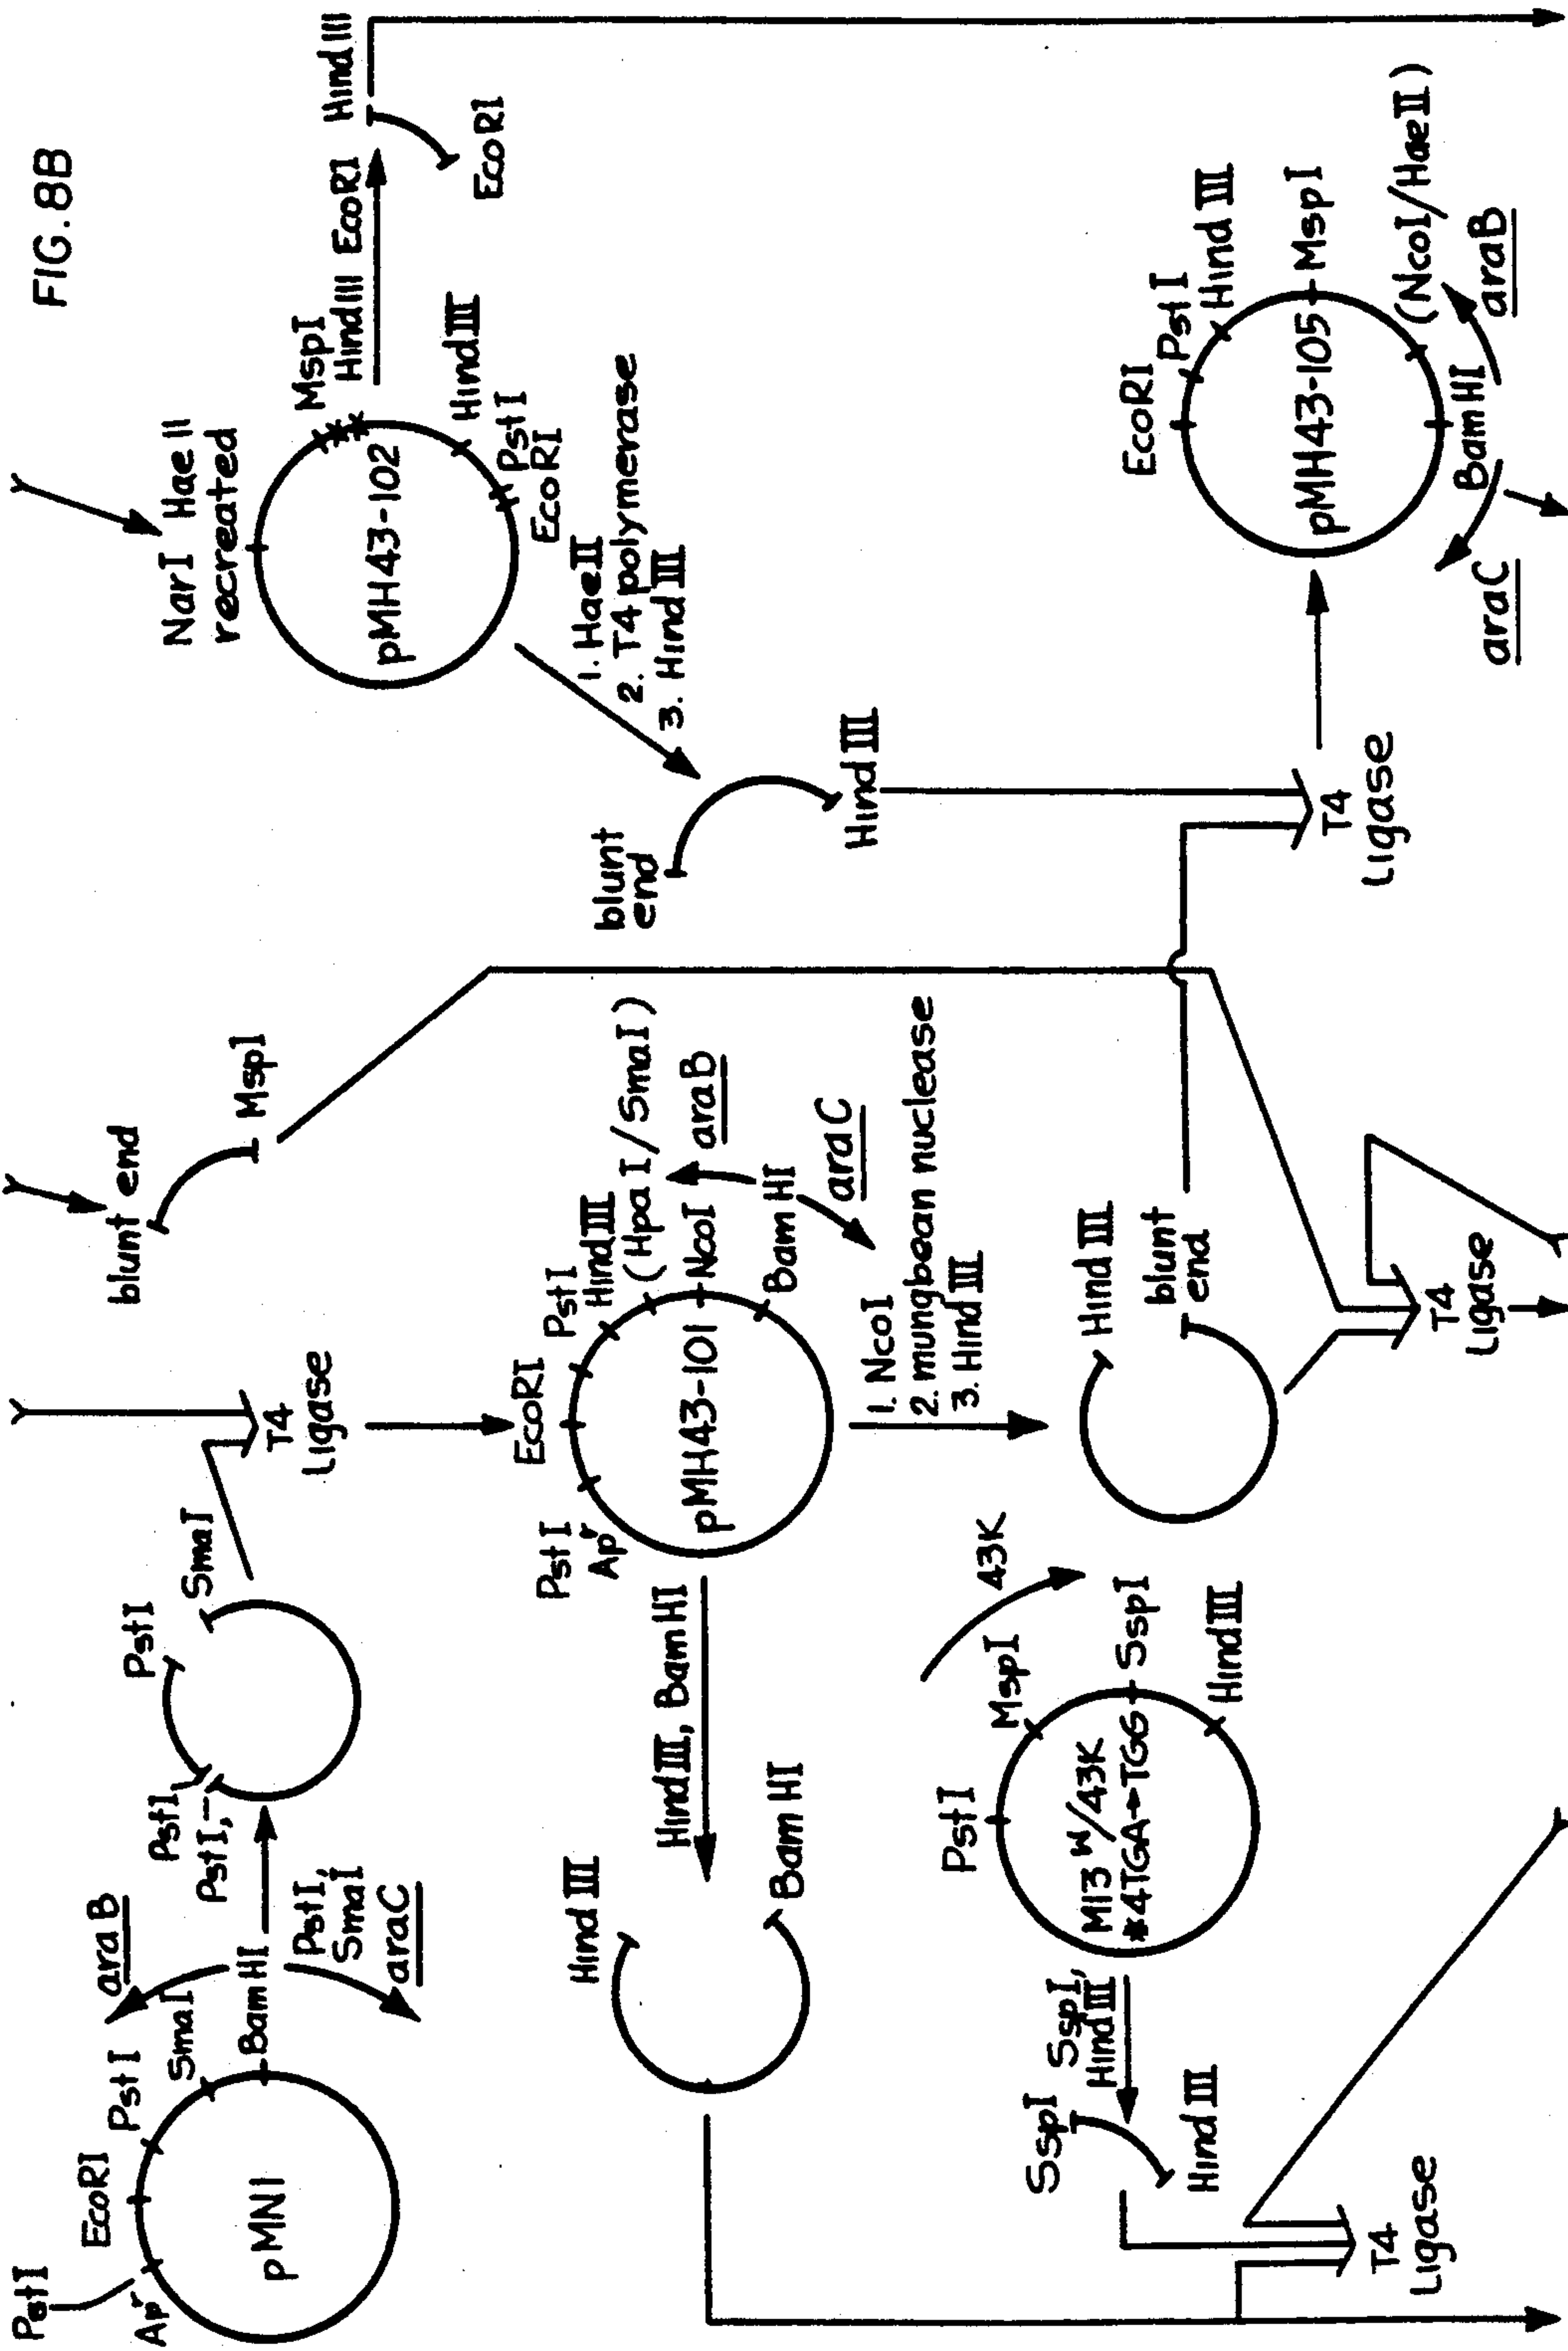 FIG. 8B
PstI
Apʳ
EcoRI
PstI
SmaI
BamHI
araB
araC
pMN1
PstI,
SmaI
PstI
PstI,
PstI
SmaI
T4
Ligase
blunt end
MspI
NarI HaeII
recreated
MspI
HindIII
HindIII
PstI
EcoRI
pMH43-102
HindIII EcoRI
HindIII
EcoRI
1. HaeII
2. T4 polymerase
3. HindIII
blunt
end
HindIII
PstI
Apʳ
EcoRI
PstI
HindIII
(HpaI/SmaI)
NcoI
BamHI
araB
araC
pMH43-101
HindIII, BamHI
HindIII
BamHI
1. NcoI
2. mungbean nuclease
3. HindIII
HindIII
blunt
end
T4
Ligase
EcoRI
PstI
HindIII
MspI
(NcoI/HaeII)
BamHI
araB
araC
pMH43-105
43K
PstI
MspI
SspI
HindIII
M13 w/43K
*4TGA→TGG
SspI,
HindIII
SspI
HindIII
T4
Ligase
T4
Ligase